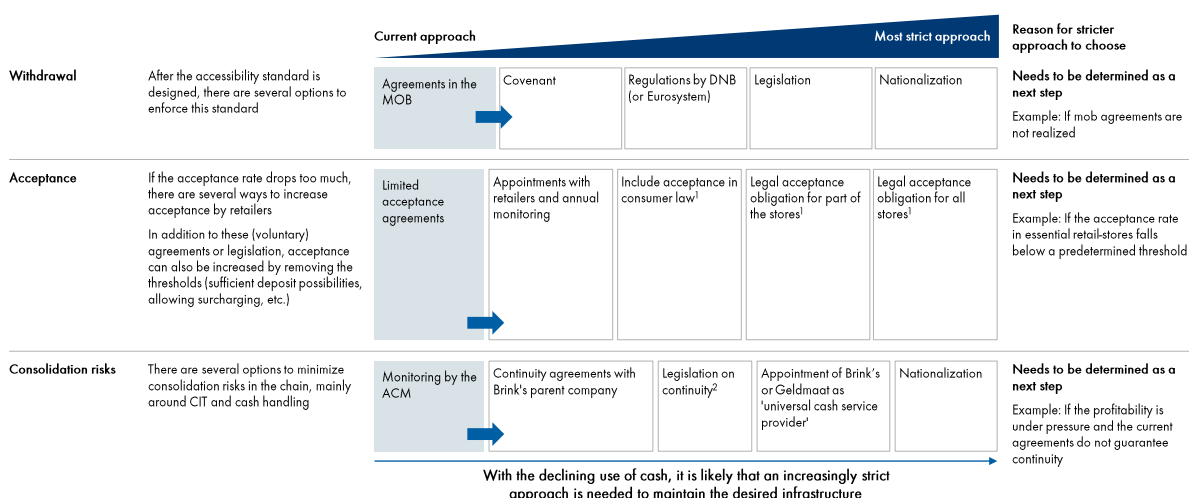 Current approach
Most strict approach
Reason for stricter
approach to choose
Withdrawal
After the accessibility standard is
designed, there are several options to
enforce this standard
Agreements in the
MOB
Covenant
Regulations by DNB
(or Eurosystem)
Legislation
Nationalization
Needs to be determined as a
next step
Example: If mob agreements are
not realized
Acceptance
If the acceptance rate drops too much,
there are several ways to increase
acceptance by retailers
In addition to these (voluntary)
agreements or legislation, acceptance
can also be increased by removing the
thresholds (sufficient deposit possibilities,
allowing surcharging, etc.)
Limited
acceptance
agreements
Appointments with
retailers and annual
monitoring
Include acceptance in
consumer law¹
Legal acceptance
obligation for part of
the stores¹
Legal acceptance
obligation for all
stores¹
Needs to be determined as a
next step
Example: If the acceptance rate
in essential retail-stores falls
below a predetermined threshold
Consolidation risks
There are several options to minimize
consolidation risks in the chain, mainly
around CIT and cash handling
Monitoring by the
ACM
Continuity agreements with
Brink's parent company
Legislation on
continuity²
Appointment of Brink's
or Geldmaat as
'universal cash service
provider'
Nationalization
Needs to be determined as a
next step
Example: If the profitability is
under pressure and the current
agreements do not guarantee
continuity
With the declining use of cash, it is likely that an increasingly strict
approach is needed to maintain the desired infrastructure